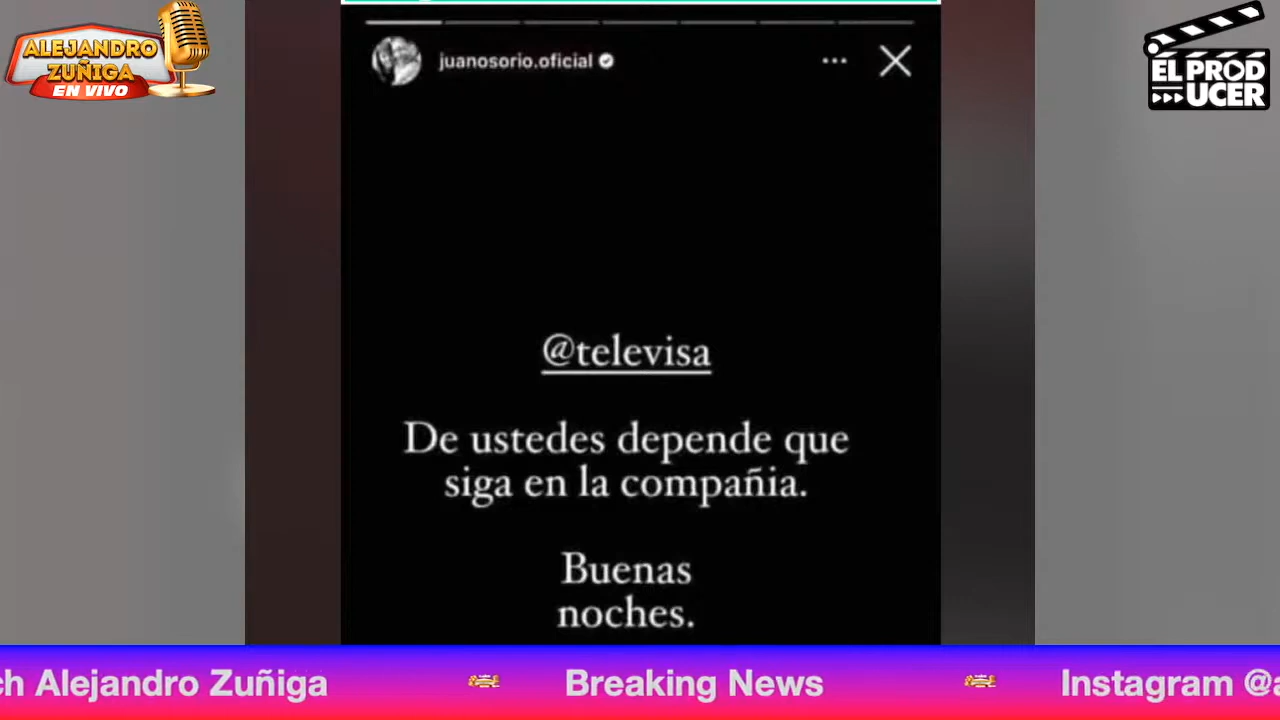 ALEJANDRO
ZUÑIGA
EN VIVO
juanosorio.oficial
EL PROD
UCER
@televisa
De ustedes depende que
siga en la compañia.
Buenas
noches.
ch Alejandro Zuñiga Breaking News Instagram @a